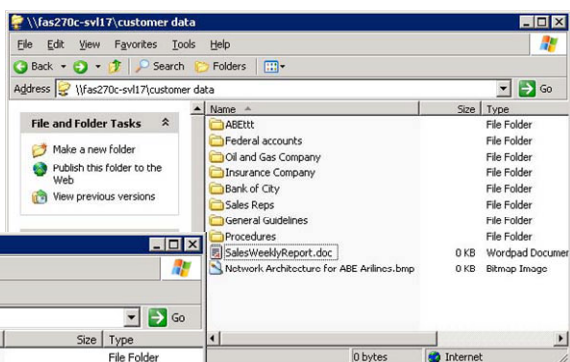 \\fas270c-svl17\customer data
File Edit View Favorites Tools Help
Back Search Folders
Address \\fas270c-svl17\customer data Go
File and Folder Tasks
Make a new folder
Publish this folder to the
Web
View previous versions
Name Size Type
ABEttt File Folder
Federal accounts File Folder
Oil and Gas Company File Folder
Insurance Company File Folder
Bank of City File Folder
Sales Reps File Folder
General Guidelines File Folder
Procedures File Folder
SalesWeeklyReport.doc 0 KB Wordpad Documer
Network Architecture for ABE Arilines.bmp 0 KB Bitmap Image
0 bytes Internet
Go
Size Type
File Folder